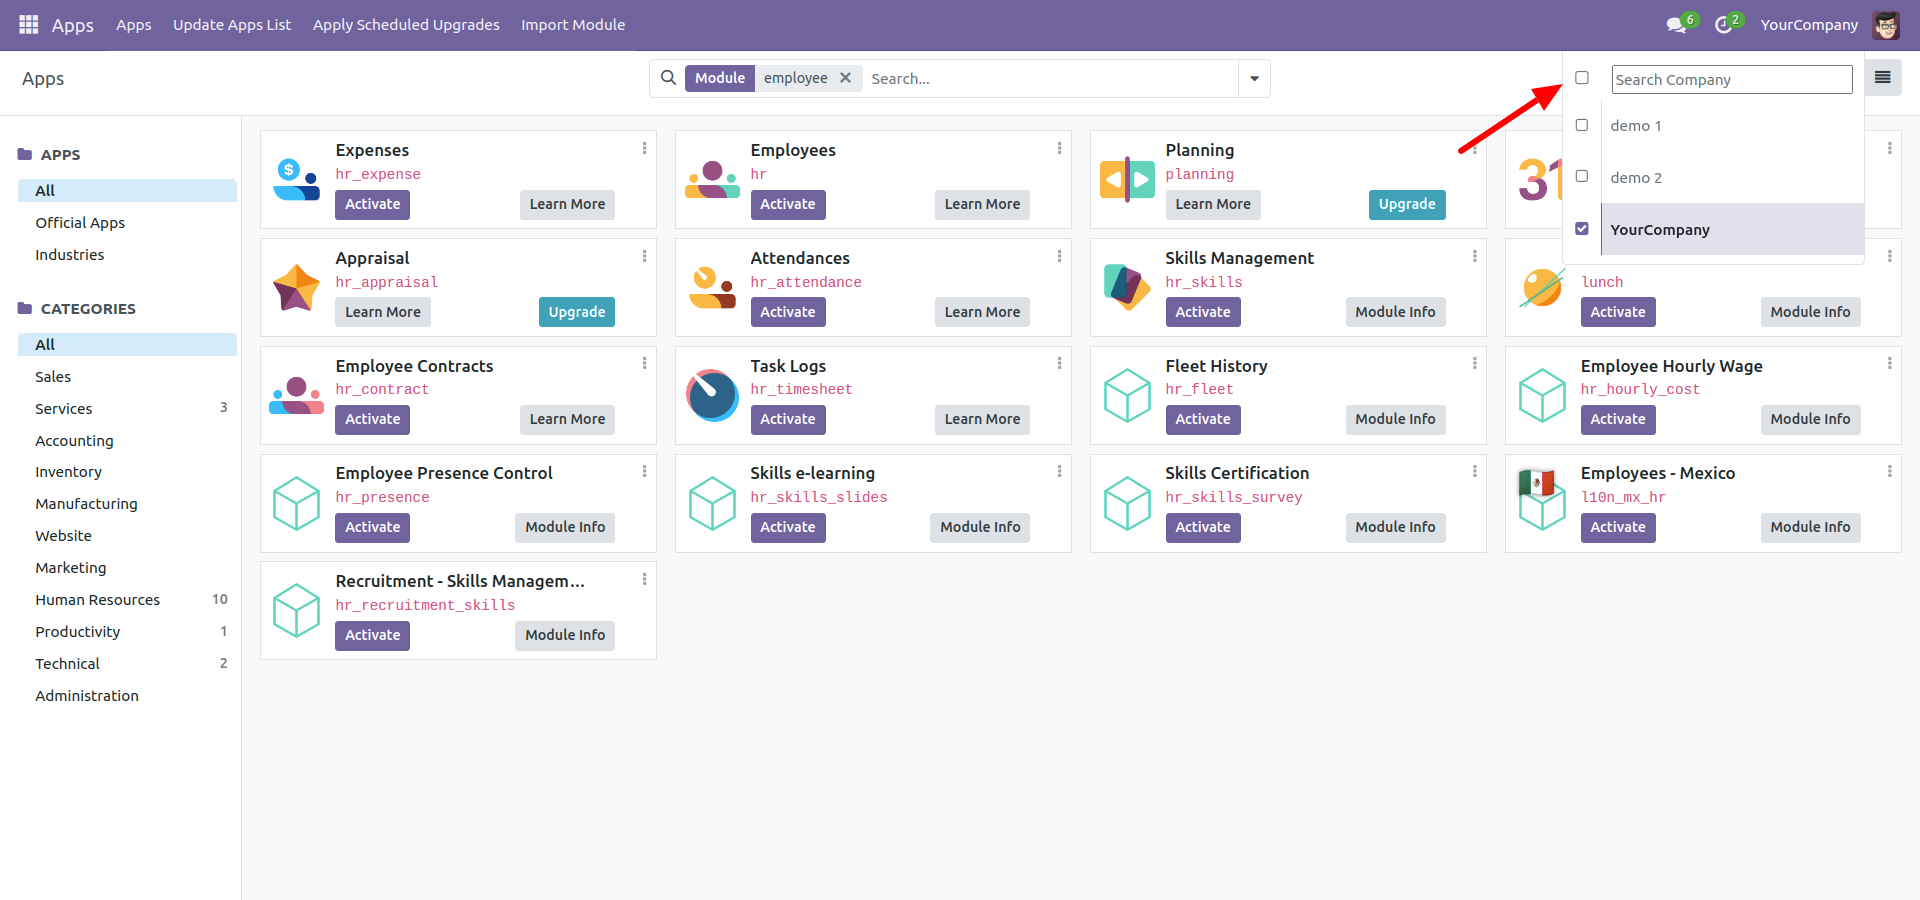 Apps
Apps
Update Apps List
Apply Scheduled Upgrades
Import Module
6
2
YourCompany
Apps
Module
employee
Search...
Search Company
demo 1
demo 2
YourCompany
APPS
All
Official Apps
Industries
CATEGORIES
All
Sales
Services 3
Accounting
Inventory
Manufacturing
Website
Marketing
Human Resources 10
Productivity 1
Technical 2
Administration
Expenses
hr_expense
Activate Learn More
Employees
hr
Activate Learn More
Planning
planning
Learn More Upgrade
31
Appraisal
hr_appraisal
Learn More Upgrade
Attendances
hr_attendance
Activate Learn More
Skills Management
hr_skills
Activate Module Info
lunch
Activate Module Info
Employee Contracts
hr_contract
Activate Learn More
Task Logs
hr_timesheet
Activate Learn More
Fleet History
hr_fleet
Activate Module Info
Employee Hourly Wage
hr_hourly_cost
Activate Module Info
Employee Presence Control
hr_presence
Activate Module Info
Skills e-learning
hr_skills_slides
Activate Module Info
Skills Certification
hr_skills_survey
Activate Module Info
Employees - Mexico
l10n_mx_hr
Activate Module Info
Recruitment - Skills Managem...
hr_recruitment_skills
Activate Module Info